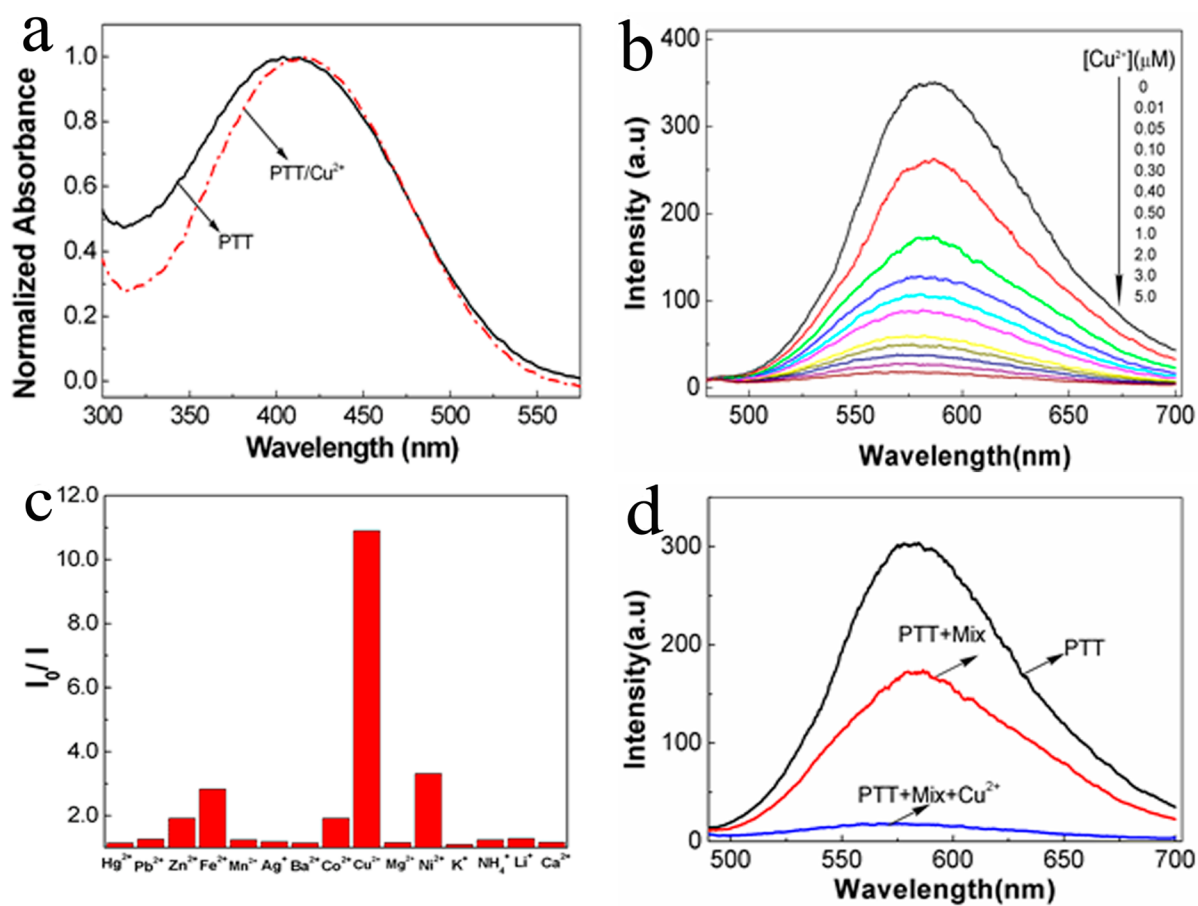 a
1.0
0.8
0.6
0.4
0.2
0.0
Normalized Absorbance
PTT/Cu²⁺
PTT
300 350 400 450 500 550
Wavelength (nm)
b
400
300
200
100
0
Intensity (a.u)
[Cu²⁺](μM)
0
0.01
0.05
0.10
0.30
0.40
0.50
1.0
2.0
3.0
5.0
500 550 600 650 700
Wavelength(nm)
c
12.0
10.0
8.0
6.0
4.0
2.0
I₀/ I
Hg²⁺ Pb²⁺ Zn²⁺ Fe²⁺ Mn²⁺ Ag⁺ Ba²⁺ Co²⁺ Cu²⁺ Mg²⁺ Ni²⁺ K⁺ NH₄⁺ Li⁺ Ca²⁺
d
300
200
100
0
Intensity(a.u)
PTT+Mix
PTT
PTT+Mix+Cu²⁺
500 550 600 650 700
Wavelength(nm)